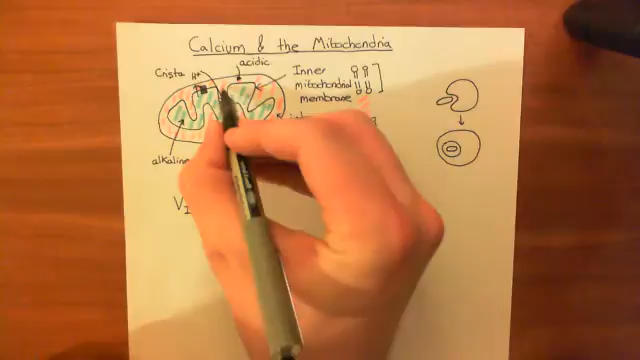 Calcium & the Mitochondria
acidic
Crista
H+
Inner
mitochondrial
membrane
alkaline